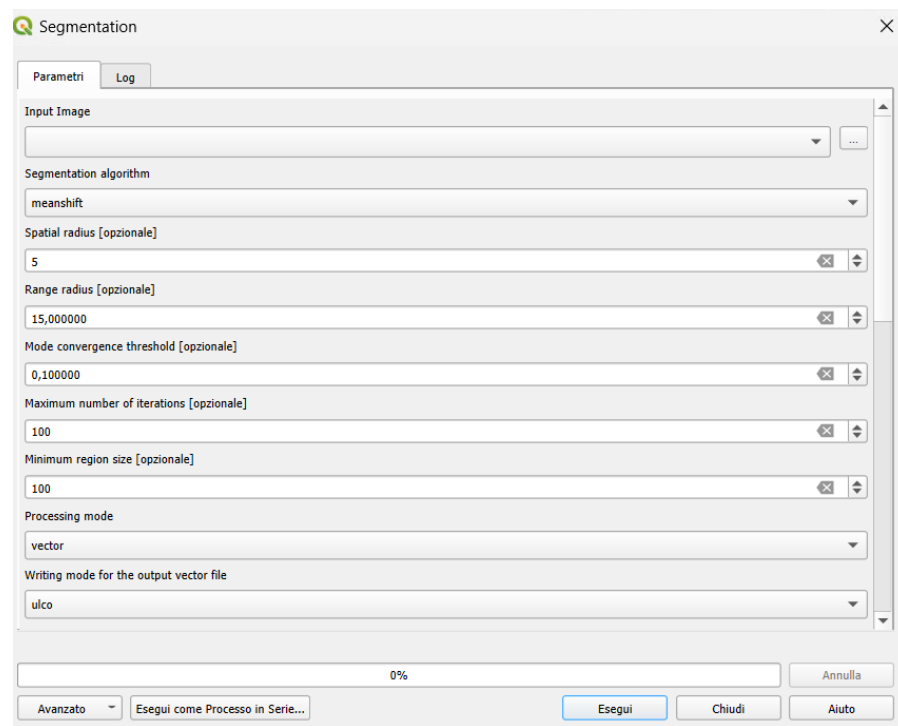 Segmentation
Parametri Log
Input Image
...
Segmentation algorithm
meanshift
Spatial radius [opzionale]
5
Range radius [opzionale]
15,000000
Mode convergence threshold [opzionale]
0,100000
Maximum number of iterations [opzionale]
100
Minimum region size [opzionale]
100
Processing mode
vector
Writing mode for the output vector file
ulco
0% Annulla
Avanzato Esegui come Processo in Serie... Esegui Chiudi Aiuto